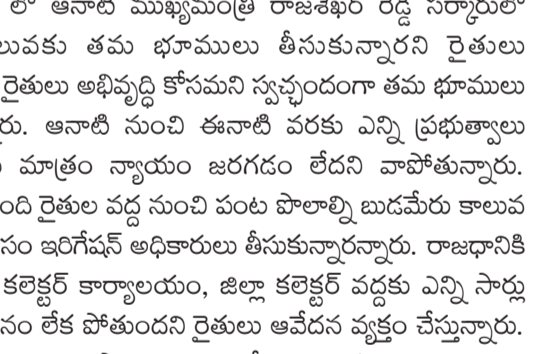 లో ఆనాటి ముఖ్యమంత్రి రాజశేఖర రెడ్డి సర్కారులో
లువకు తమ భూములు తీసుకున్నారని రైతులు
రైతులు అభివృద్ధి కోసమని స్వచ్ఛందంగా తమ భూములు
రు. ఆనాటి నుంచి ఈనాటి వరకు ఎన్ని ప్రభుత్వాలు
మాత్రం న్యాయం జరగడం లేదని వాపోతున్నారు.
ంది రైతుల వద్ద నుంచి పంట పొలాల్ని బుడమేరు కాలువ
సం ఇరిగేషన్ అధికారులు తీసుకున్నారన్నారు. రాజధానికి
కలెక్టర్ కార్యాలయం, జిల్లా కలెక్టర్ వద్దకు ఎన్ని సార్లు
నం లేక పోతుందని రైతులు ఆవేదన వ్యక్తం చేస్తున్నారు.